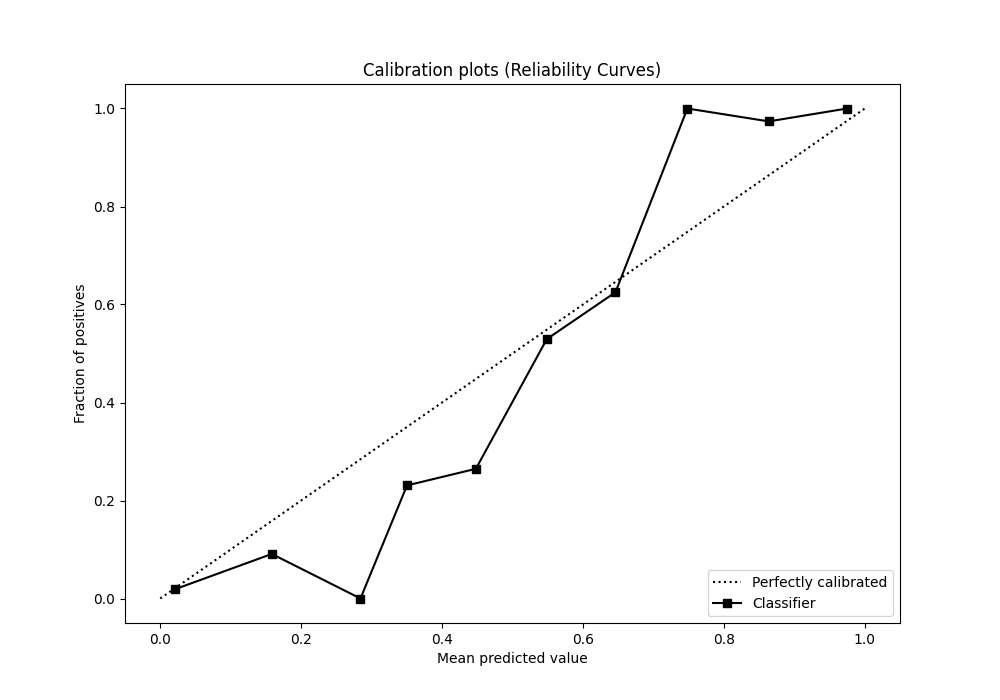 Calibration plots (Reliability Curves)
1.0
0.8
0.6
0.4
0.2
0.0
Fraction of positives
0.0 0.2 0.4 0.6 0.8 1.0
Mean predicted value
Perfectly calibrated
Classifier